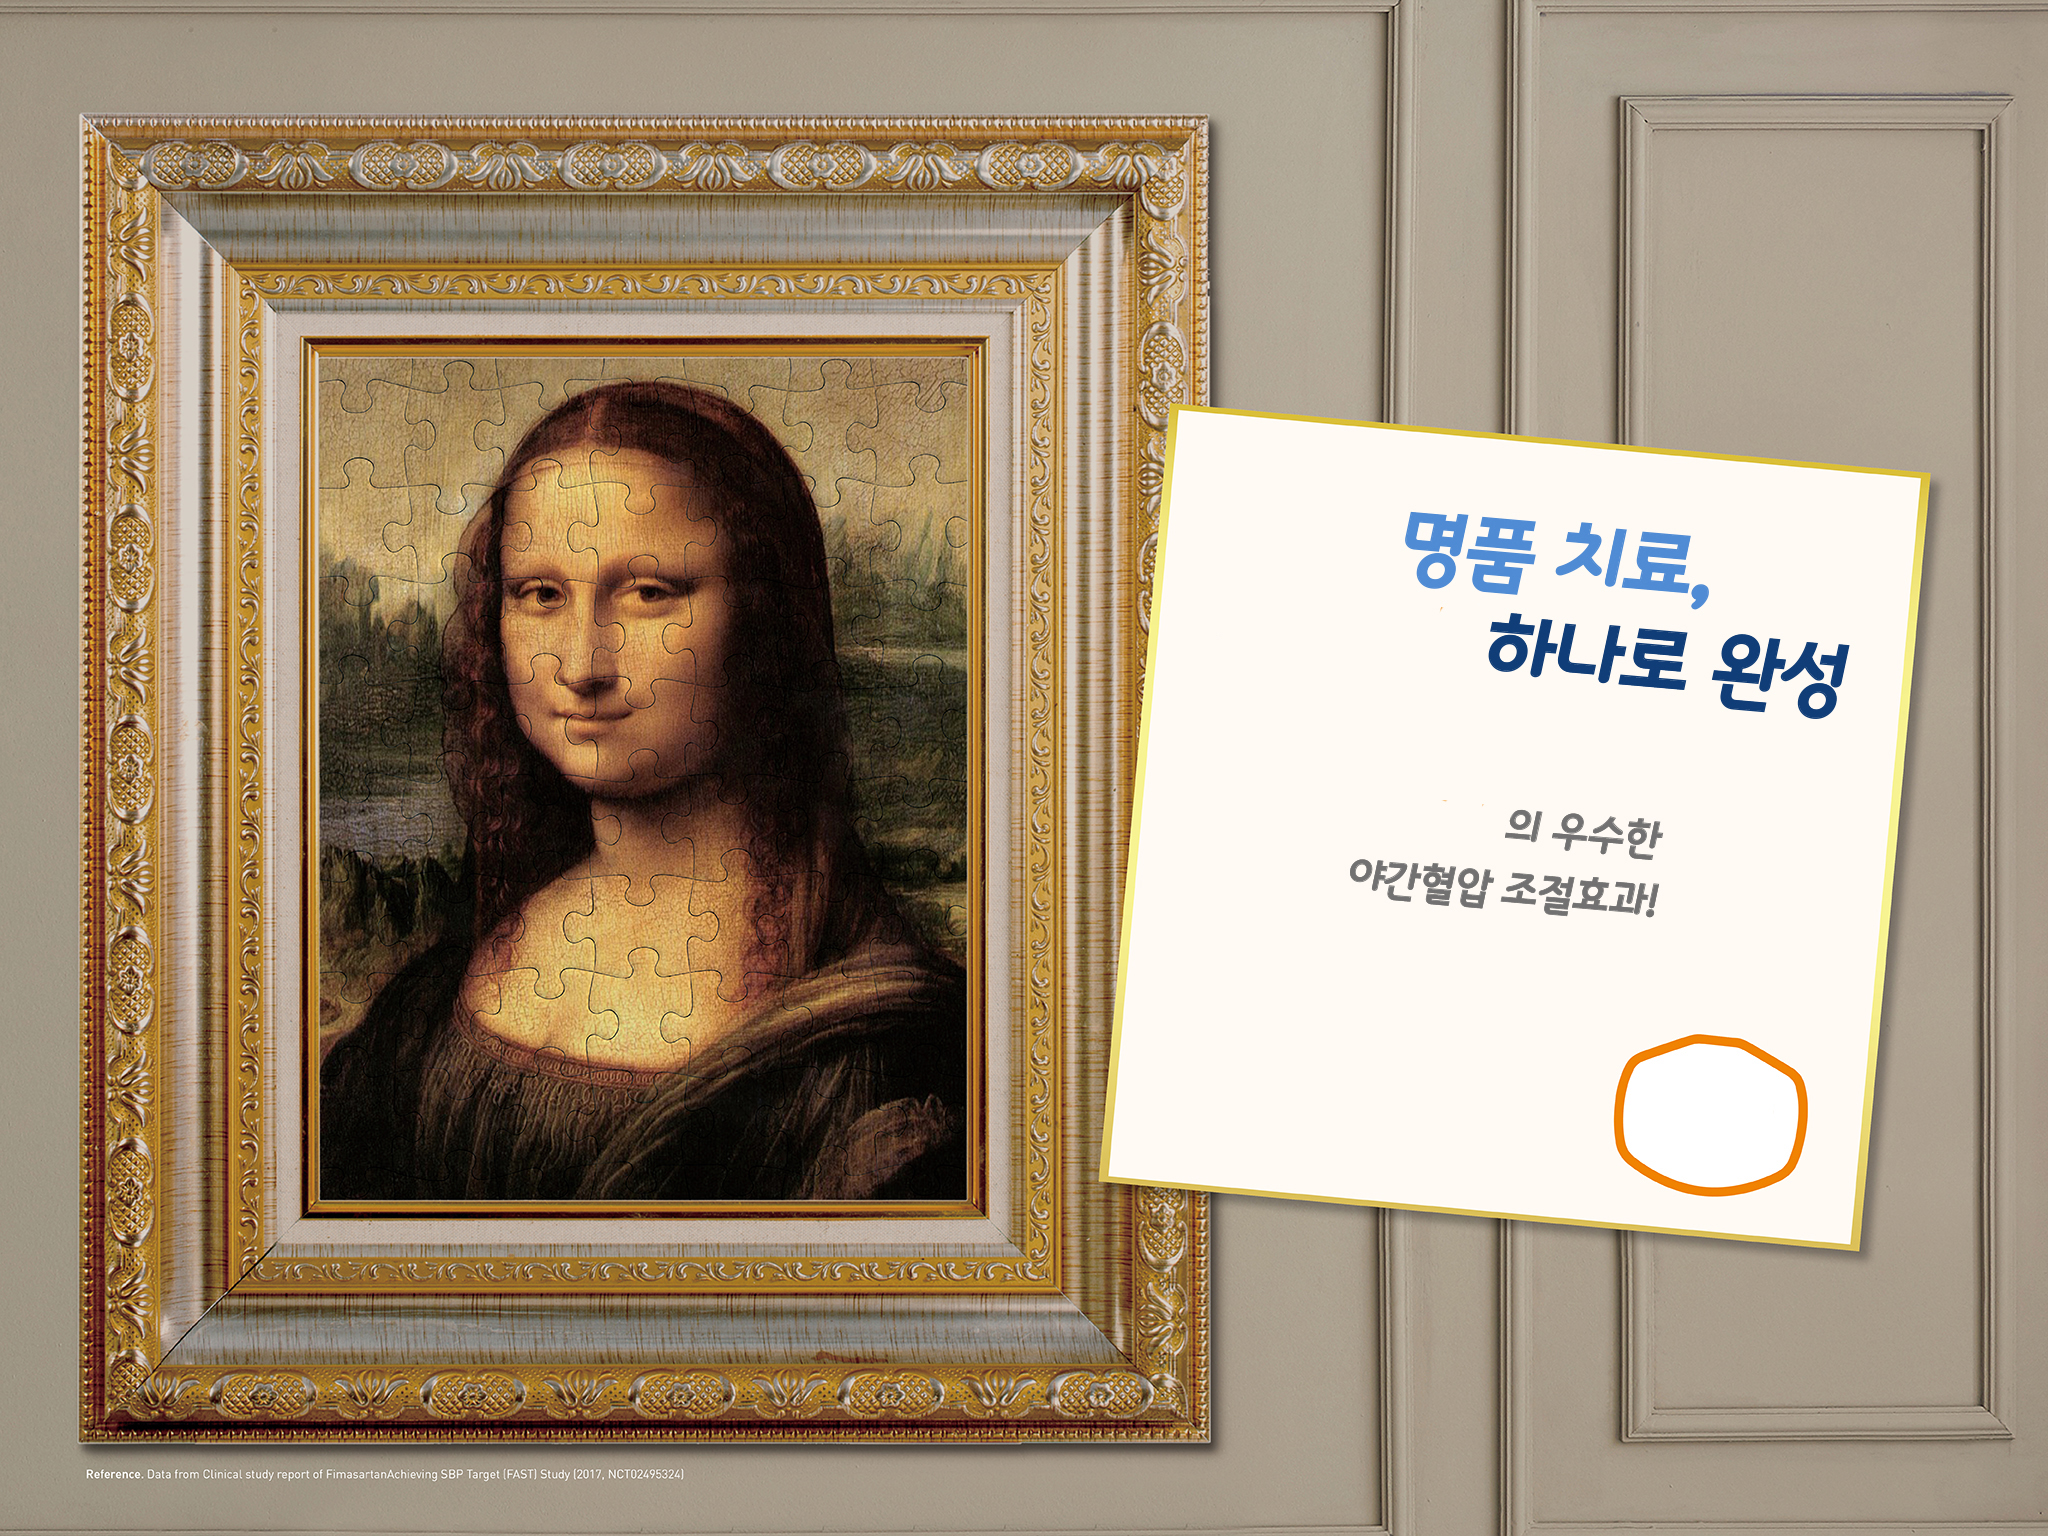 명품 치료,
하나로 완성
의 우수한
야간혈압 조절효과!
Reference. Data from Clinical study report of FimasartanAchieving SBP Target (FAST) Study (2017, NCT02495324)